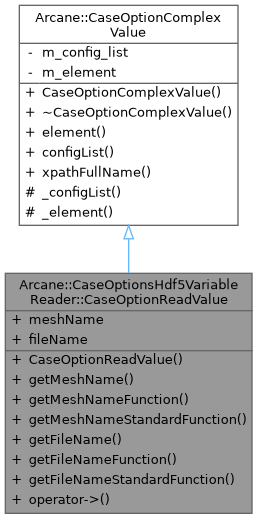 Arcane::CaseOptionComplex
Value
- m_config_list
- m_element
+ CaseOptionComplexValue()
+ ~CaseOptionComplexValue()
+ element()
+ configList()
+ xpathFullName()
# _configList()
# _element()
Arcane::CaseOptionsHdf5Variable
Reader::CaseOptionReadValue
+ meshName
+ fileName
+ CaseOptionReadValue()
+ getMeshName()
+ getMeshNameFunction()
+ getMeshNameStandardFunction()
+ getFileName()
+ getFileNameFunction()
+ getFileNameStandardFunction()
+ operator->()